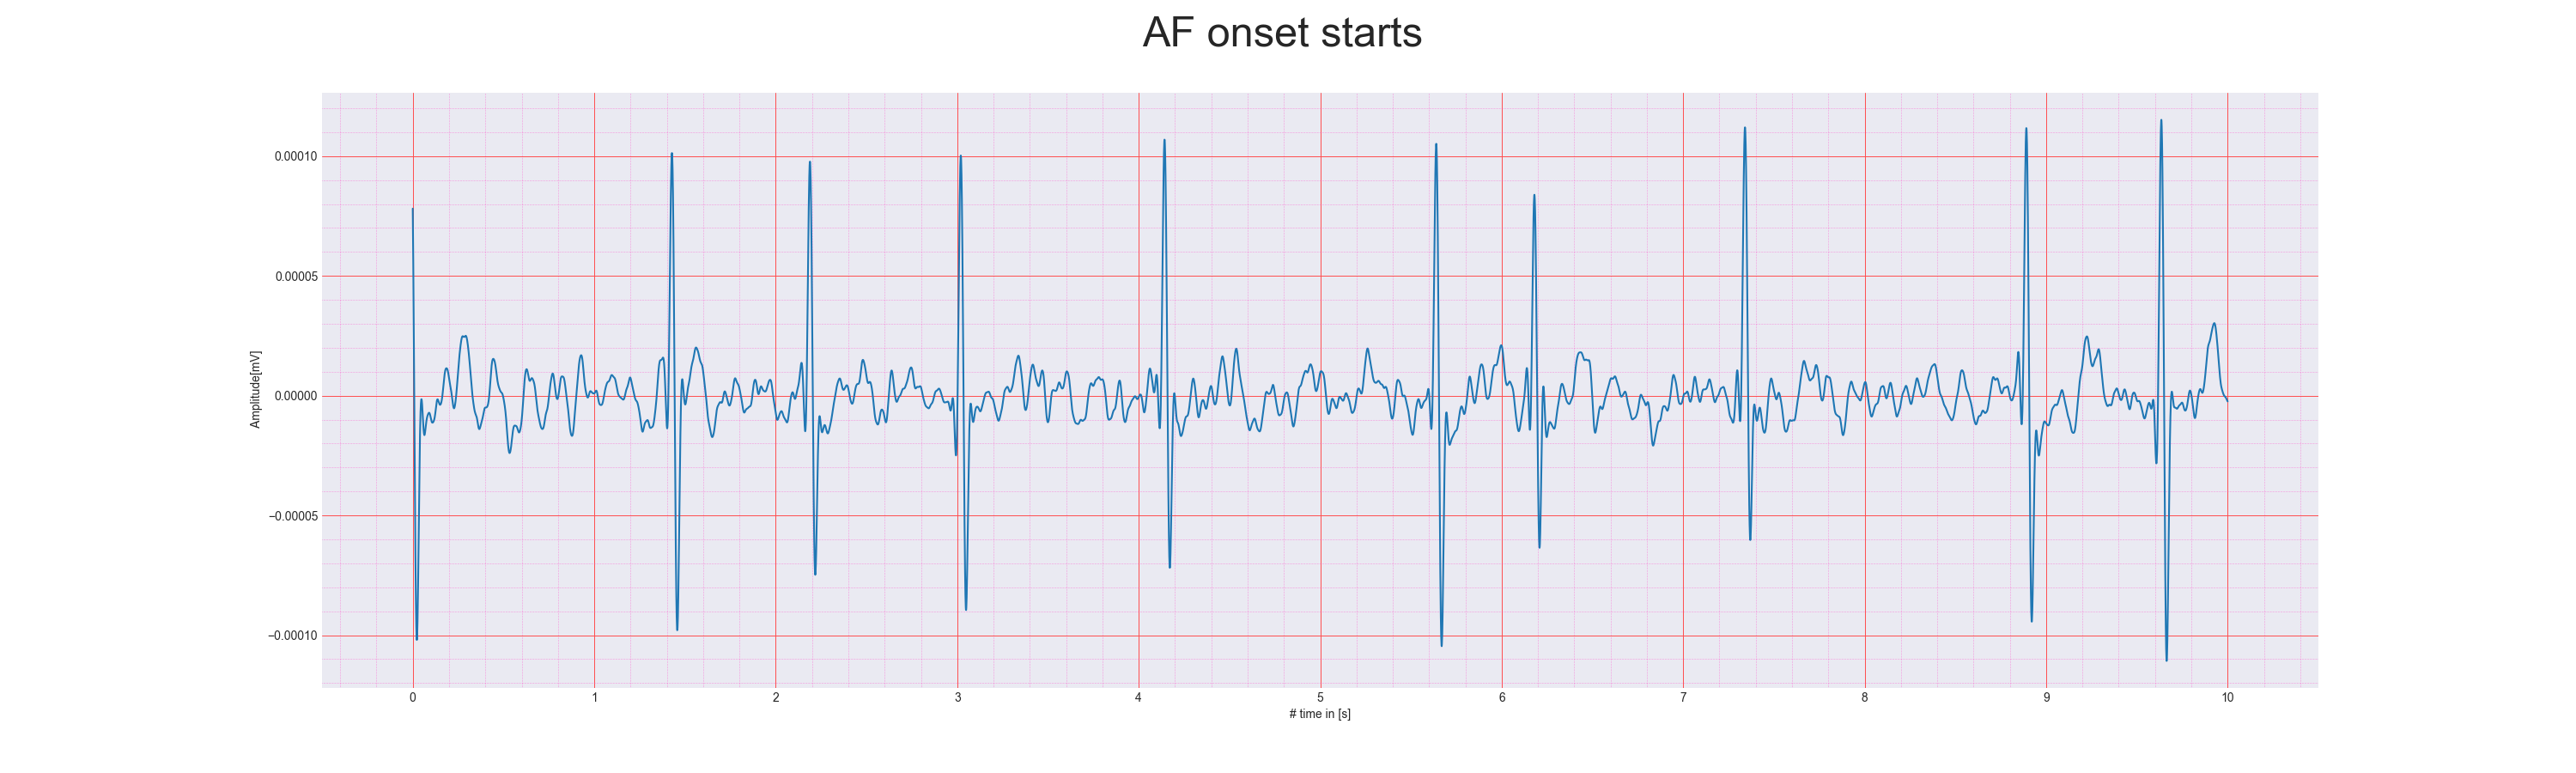 AF onset starts
0.00010
0.00005
0.00000
−0.00005
−0.00010
Amplitude[mV]
0 1 2 3 4 5 6 7 8 9 10
# time in [s]